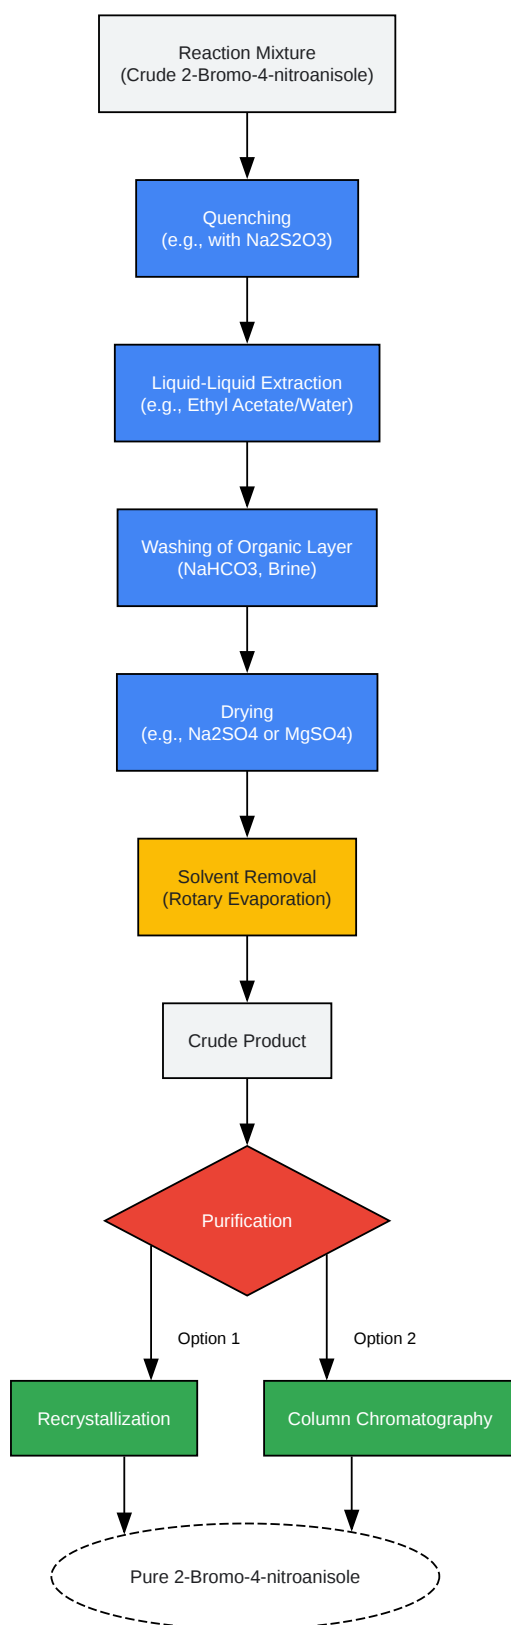 Reaction Mixture
(Crude 2-Bromo-4-nitroanisole)
Quenching
(e.g., with Na2S2O3)
Liquid-Liquid Extraction
(e.g., Ethyl Acetate/Water)
Washing of Organic Layer
(NaHCO3, Brine)
Drying
(e.g., Na2SO4 or MgSO4)
Solvent Removal
(Rotary Evaporation)
Crude Product
Purification
Option 1
Option 2
Recrystallization
Column Chromatography
Pure 2-Bromo-4-nitroanisole